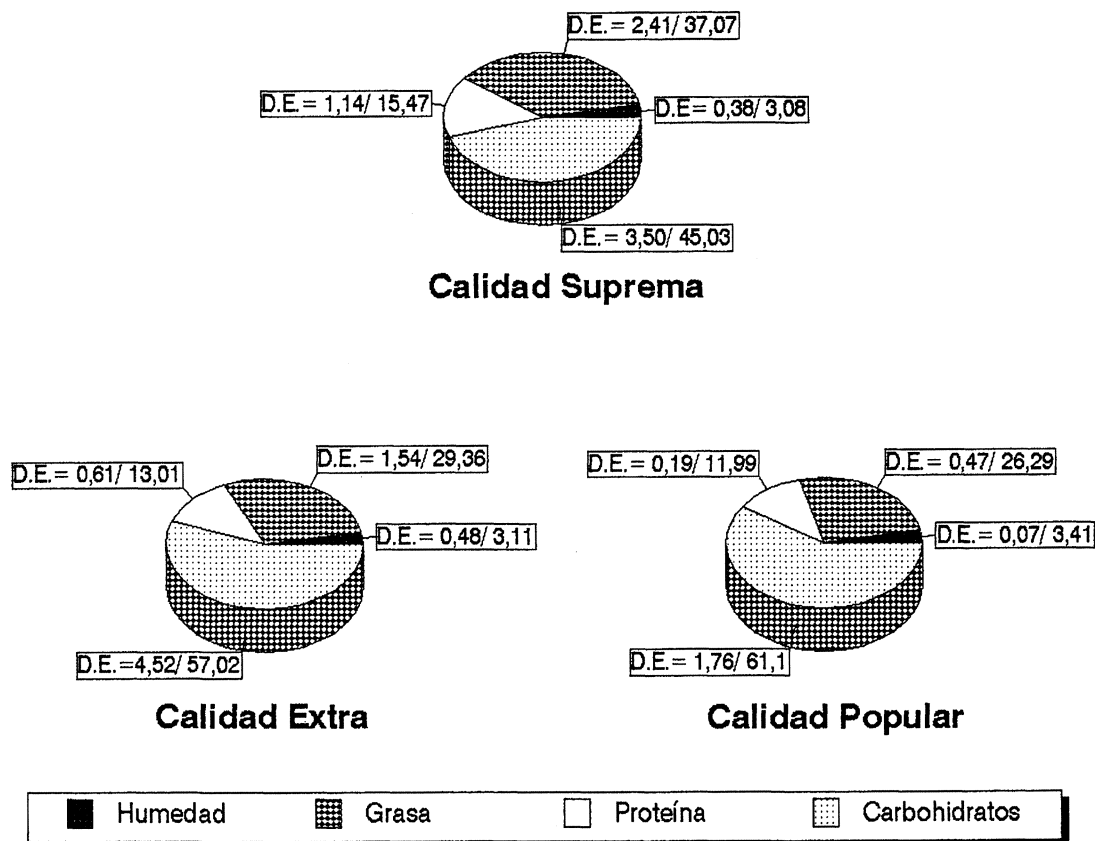 D.E. = 2,41/ 37,07
D.E. = 1,14/ 15,47
D.E = 0,38/ 3,08
D.E. = 3,50/ 45,03
Calidad Suprema
D.E. = 0,61/ 13,01
D.E. = 1,54/ 29,36
D.E. = 0,48/ 3,11
D.E. =4,52/ 57,02
Calidad Extra
D.E. = 0,19/ 11,99
D.E. = 0,47/ 26,29
D.E. = 0,07/ 3,41
D.E. = 1,76/ 61,1
Calidad Popular
Humedad Grasa Proteína Carbohidratos